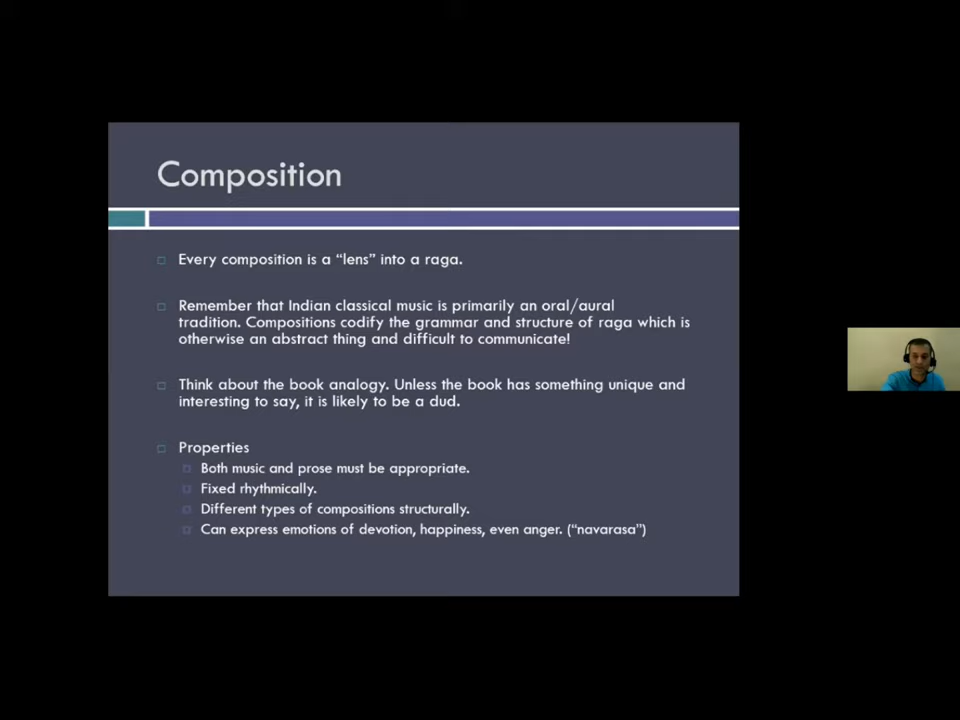 Composition
Every composition is a “lens” into a raga.
Remember that Indian classical music is primarily an oral/aural
tradition. Compositions codify the grammar and structure of raga which is
otherwise an abstract thing and difficult to communicate!
Think about the book analogy. Unless the book has something unique and
interesting to say, it is likely to be a dud.
Properties
Both music and prose must be appropriate.
Fixed rhythmically.
Different types of compositions structurally.
Can express emotions of devotion, happiness, even anger. (“navarasa”)